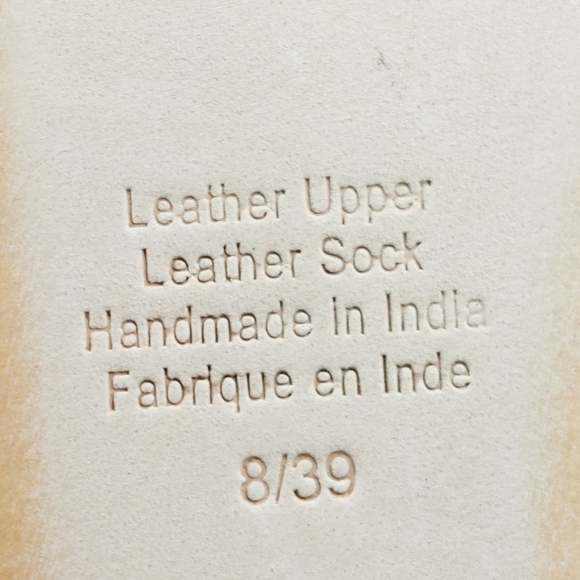 Leather Upper
Leather Sock
Handmade in India
Fabrique en Inde
8/39